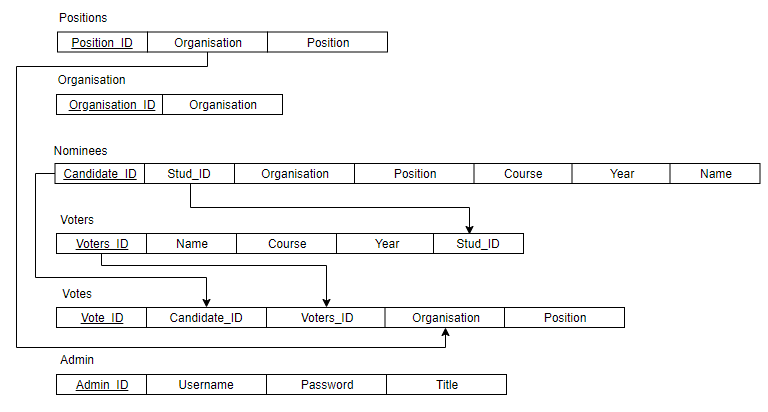 Positions
Position_ID Organisation Position
Organisation
Organisation_ID Organisation
Nominees
Candidate_ID Stud_ID Organisation Position Course Year Name
Voters
Voters_ID Name Course Year Stud_ID
Votes
Vote_ID Candidate_ID Voters_ID Organisation Position
Admin
Admin_ID Username Password Title